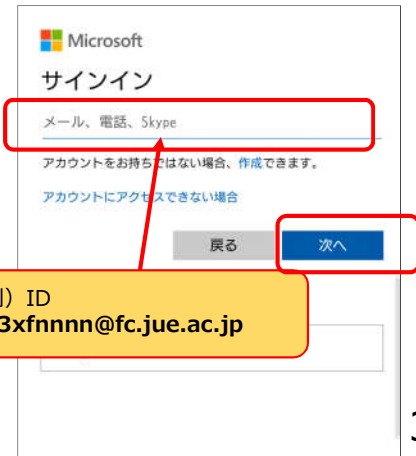 Microsoft
サインイン
メール、電話、Skype
アカウントをお持ちではない場合、作成できます。
アカウントにアクセスできない場合
戻る
次へ
）ID
3xfnnnn@fc.jue.ac.jp